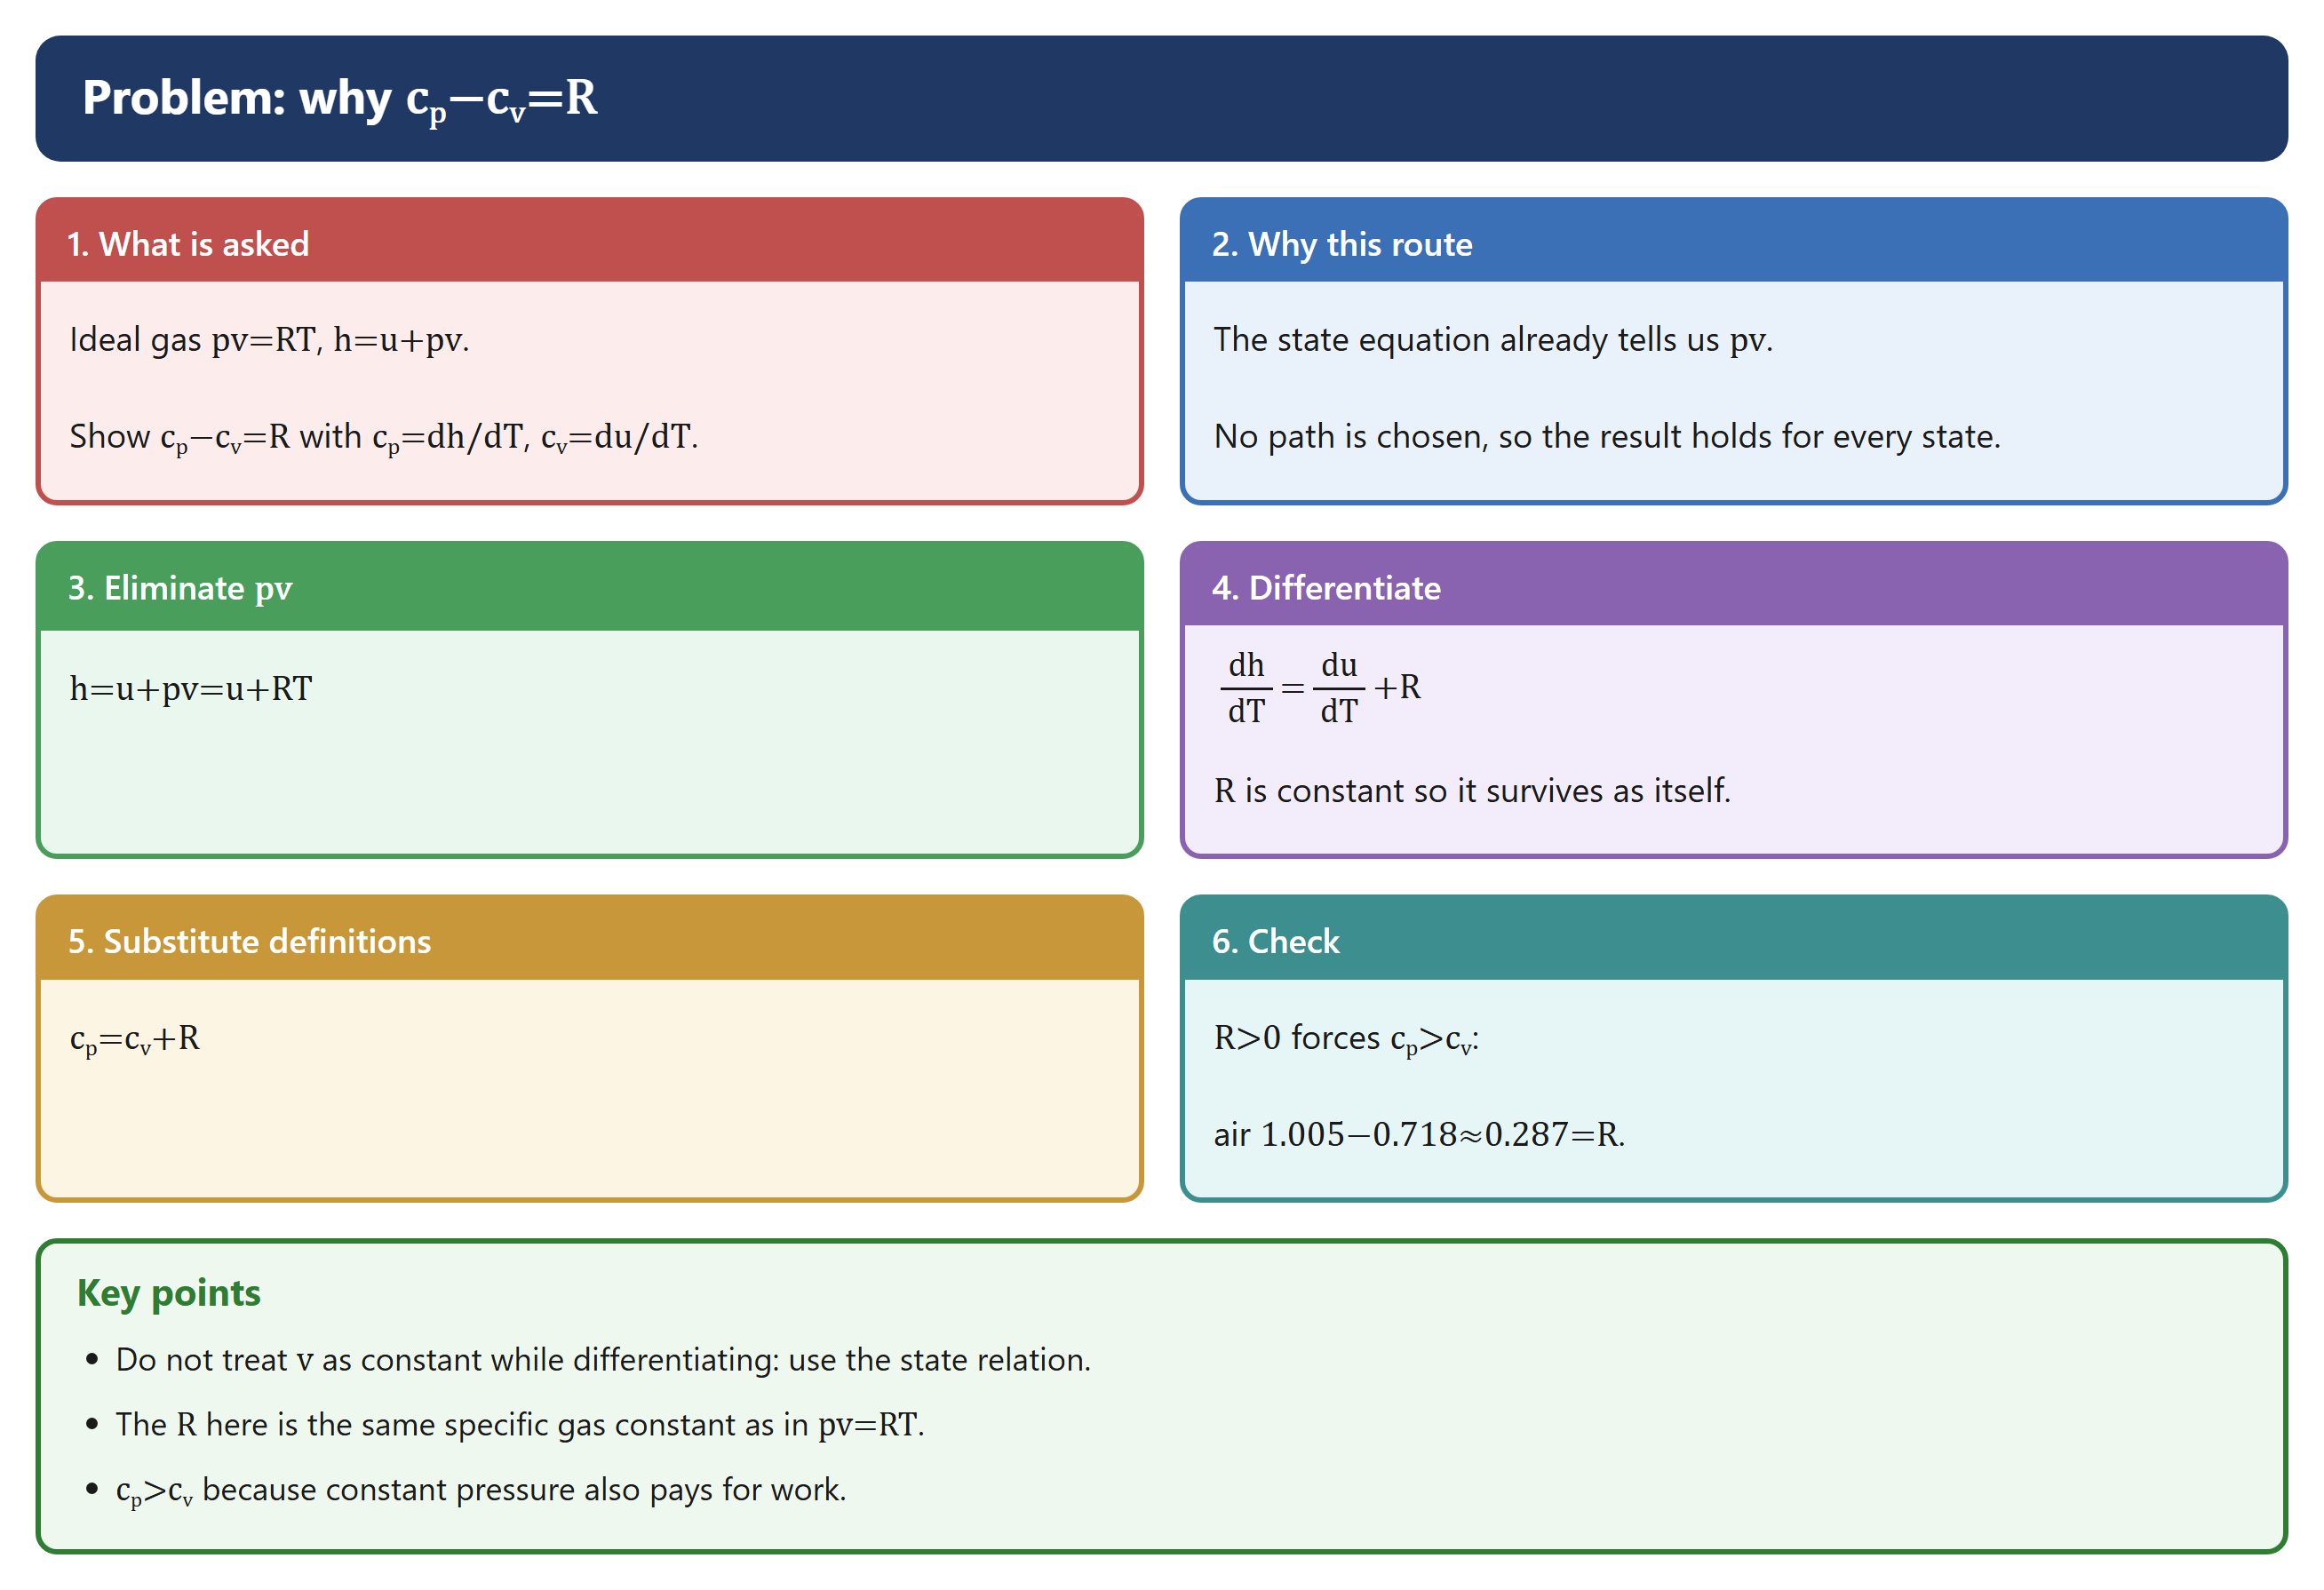 Problem: why cₚ−cᵥ=R
1. What is asked
Ideal gas pv=RT, h=u+pv.
Show cₚ−cᵥ=R with cₚ=dh/dT, cᵥ=du/dT.
2. Why this route
The state equation already tells us pv.
No path is chosen, so the result holds for every state.
3. Eliminate pv
h=u+pv=u+RT
4. Differentiate
dh/dT=du/dT+R
R is constant so it survives as itself.
5. Substitute definitions
cₚ=cᵥ+R
6. Check
R>0 forces cₚ>cᵥ:
air 1.005−0.718≈0.287=R.
Key points
• Do not treat v as constant while differentiating: use the state relation.
• The R here is the same specific gas constant as in pv=RT.
• cₚ>cᵥ because constant pressure also pays for work.